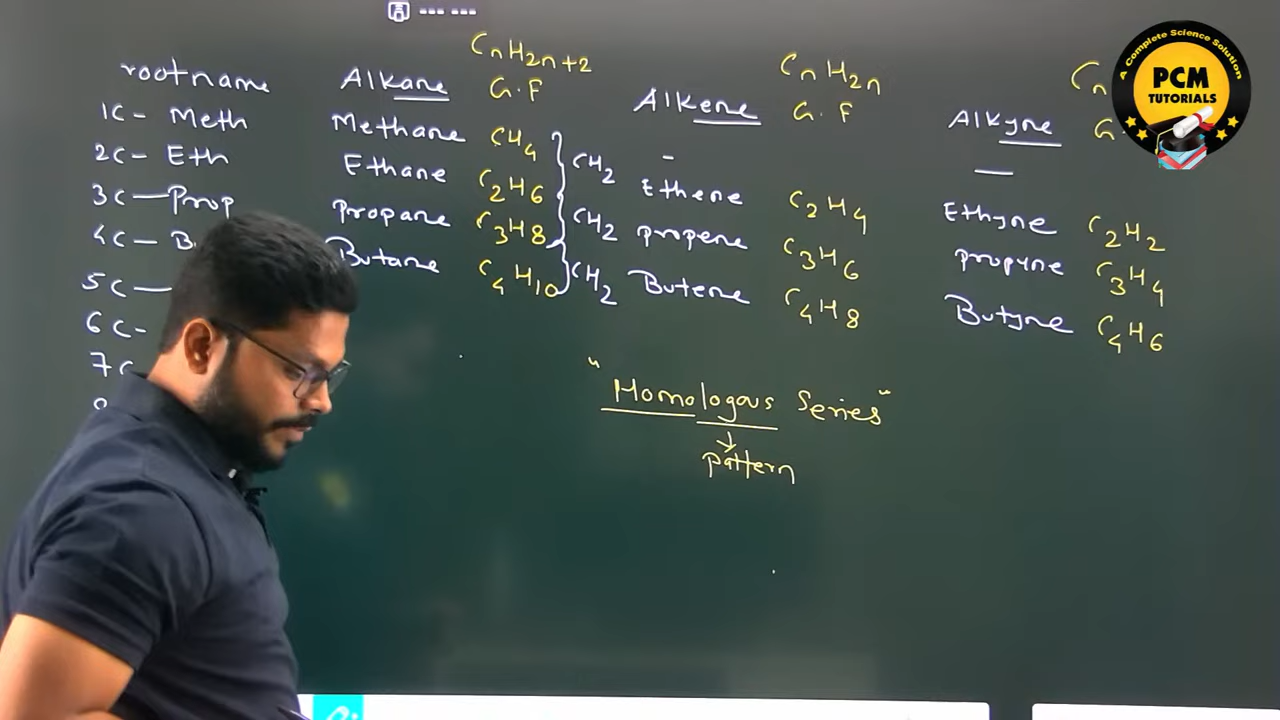 rootname
1C - Meth
2C - Eth
3C - Prop
4C - B
5C -
6C -
7C
Alkane
CnH2n+2
G.F
Methane CH4
Ethane C2H6
propane C3H8
Butane C4H10
CH2
CH2
CH2
Alkene
CnH2n
G.F
-
Ethene C2H4
propene C3H6
Butene C4H8
Alkyne
Cn
G.
—
Ethyne C2H2
propyne C3H4
Butyne C4H6
"Homologous Series"
↓
pattern
A Complete Science Solution
PCM
TUTORIALS